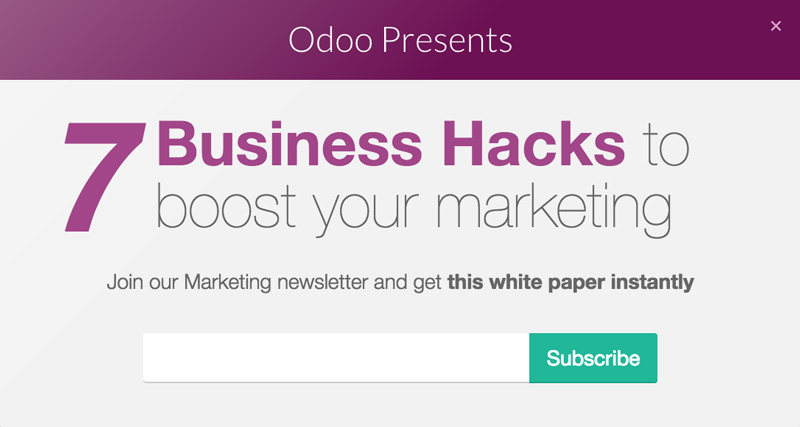 Odoo Presents
×
7 Business Hacks to
boost your marketing
Join our Marketing newsletter and get this white paper instantly
Subscribe